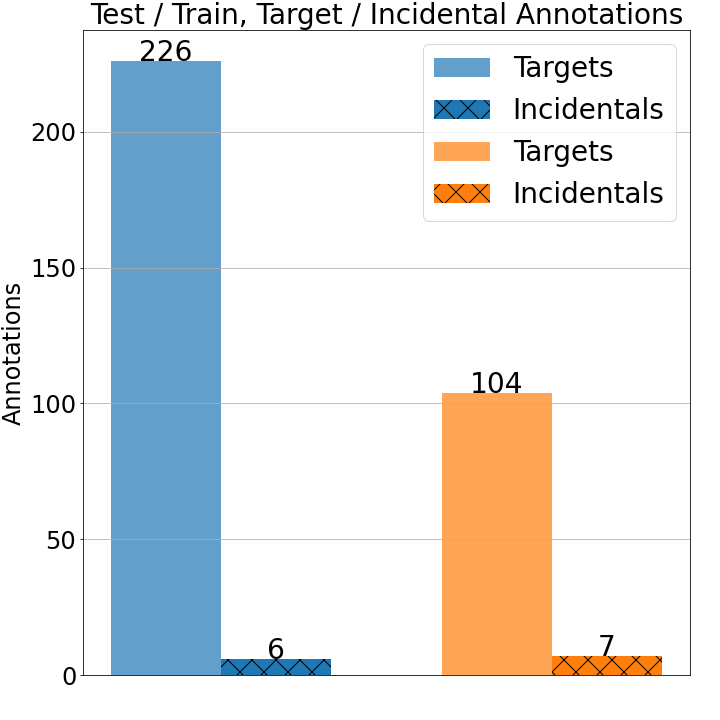 Test / Train, Target / Incidental Annotations
226
Targets
Incidentals
Targets
Incidentals
200
150
Annotations
104
100
50
6
7
0